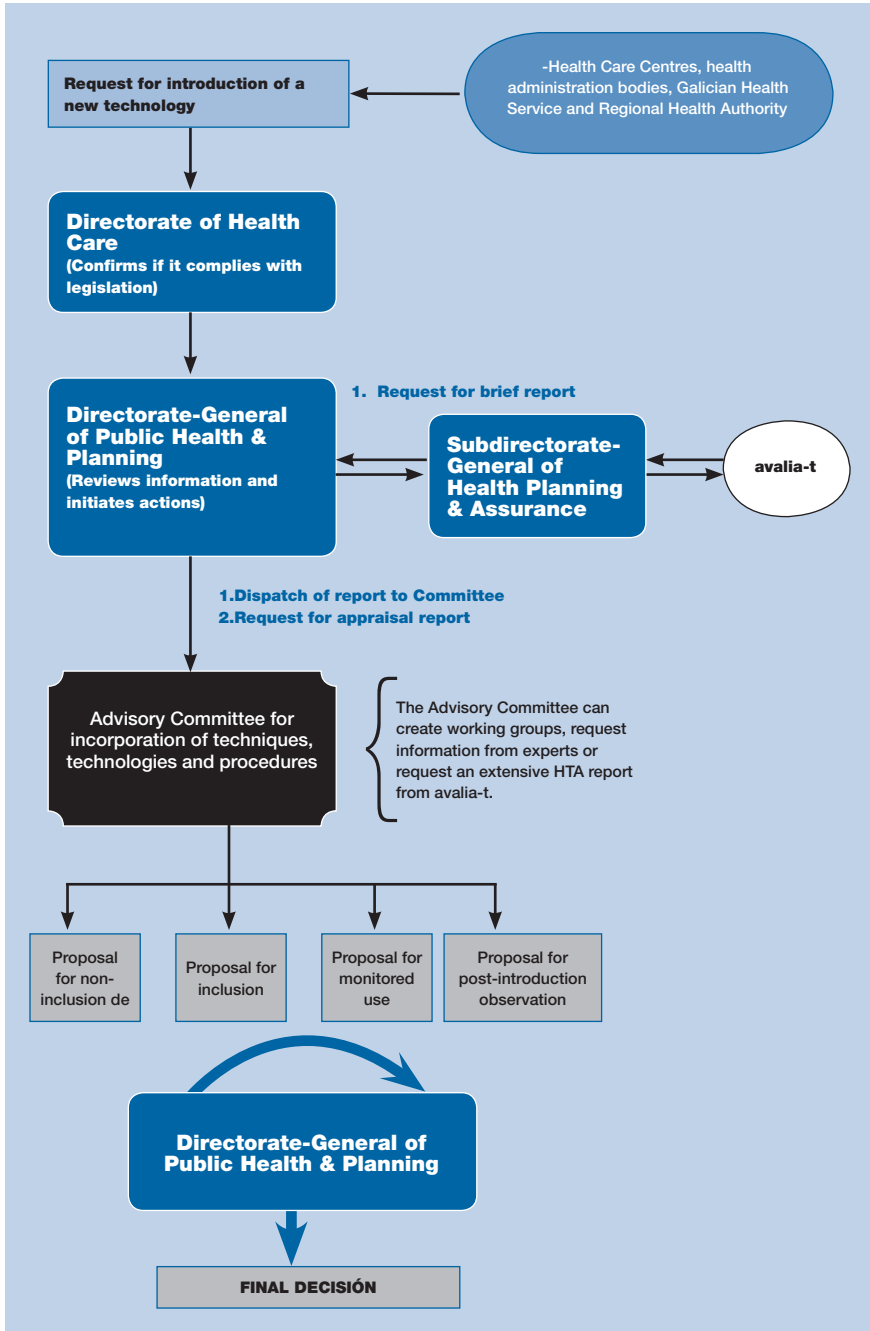 Request for introduction of a
new technology
-Health Care Centres, health
administration bodies, Galician Health
Service and Regional Health Authority
Directorate of Health
Care
(Confirms if it complies with
legislation)
1. Request for brief report
Directorate-General
of Public Health &
Planning
(Reviews information and
initiates actions)
Subdirectorate-
General of
Health Planning
& Assurance
avalia-t
1.Dispatch of report to Committee
2.Request for appraisal report
Advisory Committee for
incorporation of techniques,
technologies and procedures
The Advisory Committee can
create working groups, request
information from experts or
request an extensive HTA report
from avalia-t.
Proposal
for non-
inclusion de
Proposal for
inclusion
Proposal for
monitored
use
Proposal for
post-introduction
observation
Directorate-General of
Public Health & Planning
FINAL DECISIÓN